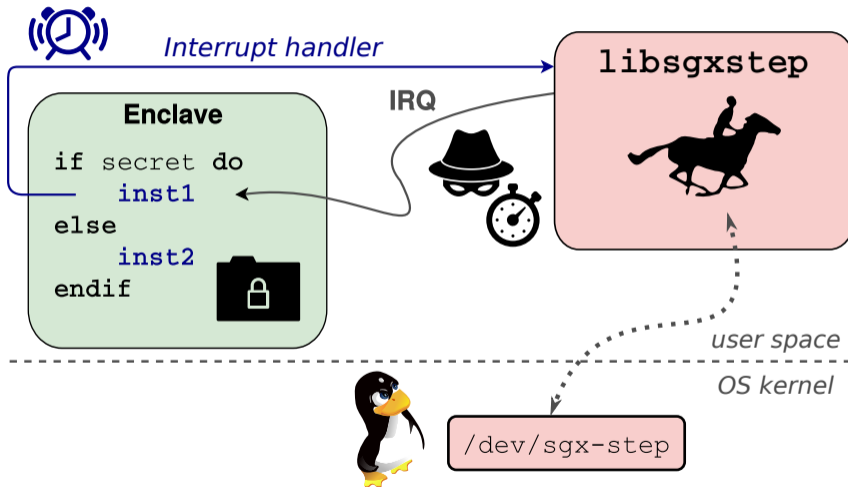 Interrupt handler
libsgxstep
IRQ
Enclave
if secret do
inst1
else
inst2
endif
user space
OS kernel
/dev/sgx-step